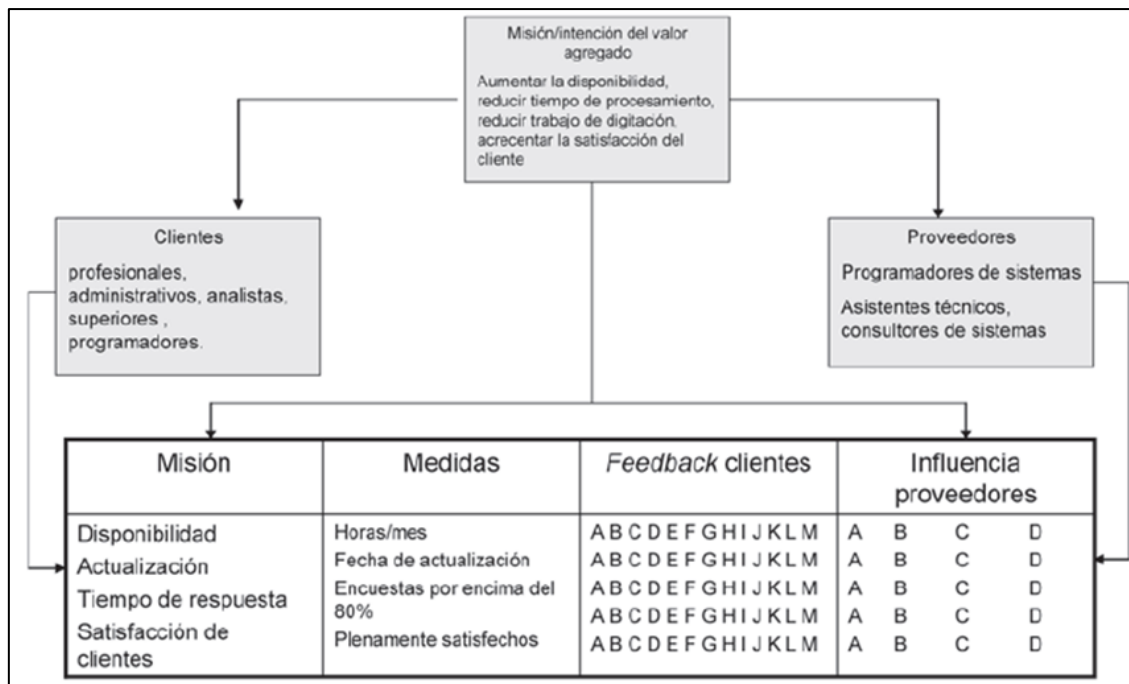 Misión/intención del valor
agregado
Aumentar la disponibilidad,
reducir tiempo de procesamiento,
reducir trabajo de digitación,
acrecentar la satisfacción del
cliente
Clientes
profesionales,
administrativos, analistas,
superiores ,
programadores.
Proveedores
Programadores de sistemas
Asistentes técnicos,
consultores de sistemas
Misión
Disponibilidad
Actualización
Tiempo de respuesta
Satisfacción de
clientes
Medidas
Horas/mes
Fecha de actualización
Encuestas por encima del
80%
Plenamente satisfechos
Feedback clientes
A B C D E F G H I J K L M
A B C D E F G H I J K L M
A B C D E F G H I J K L M
A B C D E F G H I J K L M
A B C D E F G H I J K L M
Influencia
proveedores
A B C D
A B C D
A B C D
A B C D
A B C D